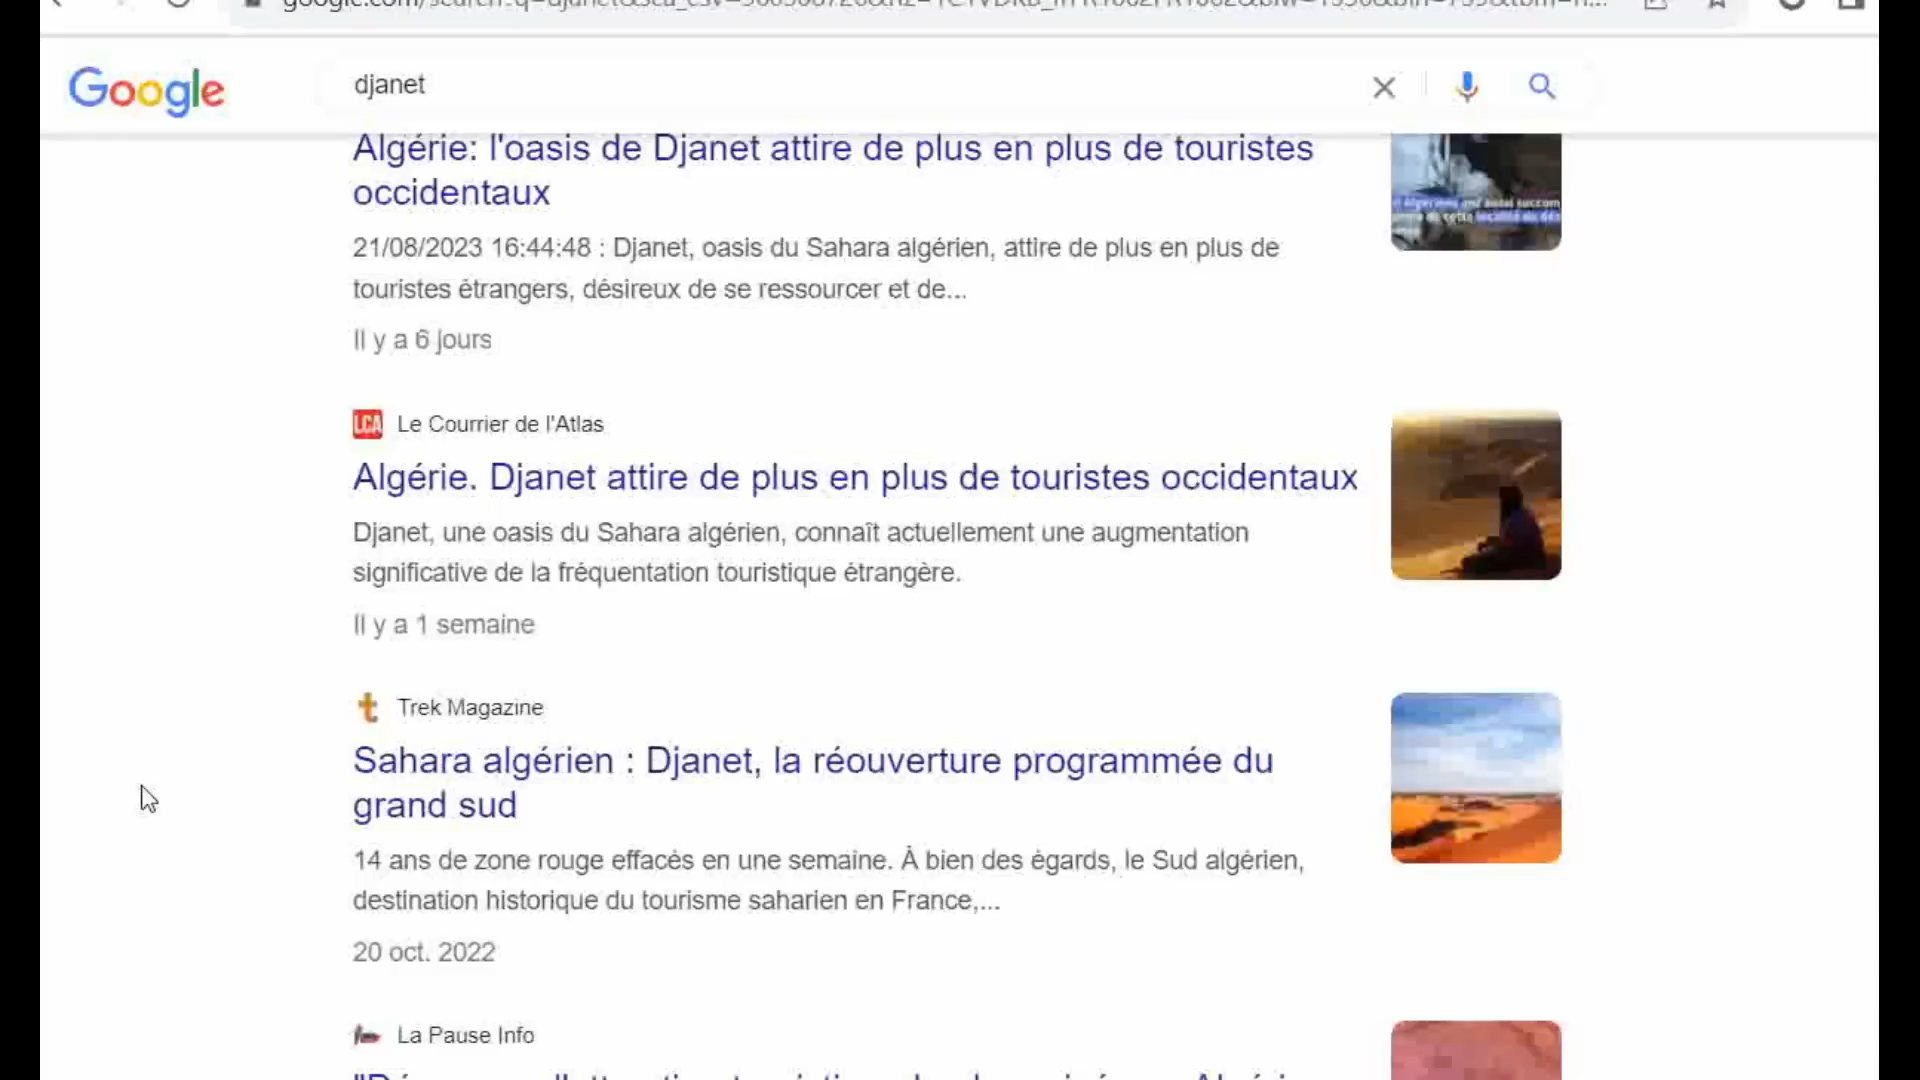 Google
djanet
Algérie: l'oasis de Djanet attire de plus en plus de touristes
occidentaux
21/08/2023 16:44:48 : Djanet, oasis du Sahara algérien, attire de plus en plus de
touristes étrangers, désireux de se ressourcer et de...
Il y a 6 jours
LCA Le Courrier de l'Atlas
Algérie. Djanet attire de plus en plus de touristes occidentaux
Djanet, une oasis du Sahara algérien, connaît actuellement une augmentation
significative de la fréquentation touristique étrangère.
Il y a 1 semaine
t Trek Magazine
Sahara algérien : Djanet, la réouverture programmée du
grand sud
14 ans de zone rouge effacés en une semaine. À bien des égards, le Sud algérien,
destination historique du tourisme saharien en France,...
20 oct. 2022
La Pause Info